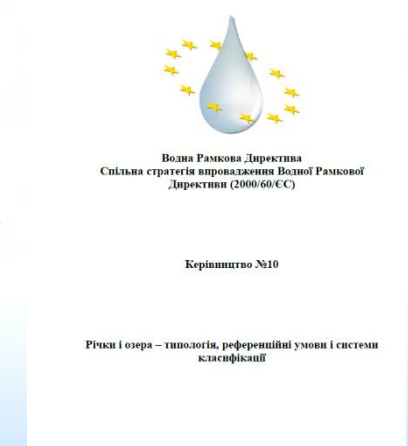 Водна Рамкова Директива
Спільна стратегія впровадження Водної Рамкової
Директиви (2000/60/ЄС)
Керівництво №10
Річки і озера – типологія, референційні умови і системи
класифікації